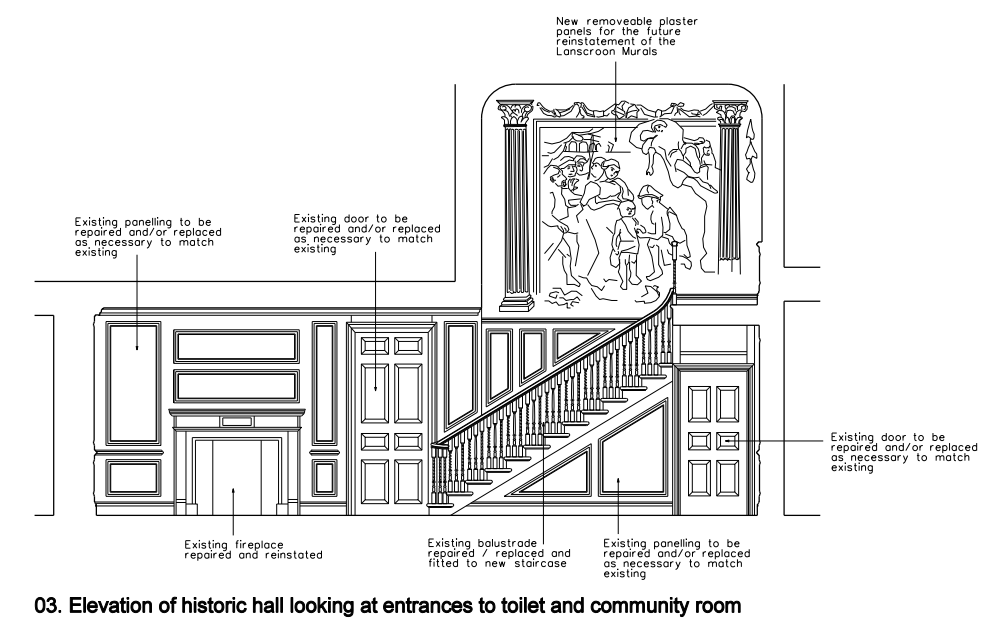 New removeable plaster
panels for the future
reinstatement of the
Lanscroon Murals
Existing panelling to be
repaired and/or replaced
as necessary to match
existing
Existing door to be
repaired and/or replaced
as necessary to match
existing
Existing door to be
repaired and/or replaced
as necessary to match
existing
Existing fireplace
repaired and reinstated
Existing balustrade
repaired / replaced and
fitted to new staircase
Existing panelling to be
repaired and/or replaced
as necessary to match
existing
03. Elevation of historic hall looking at entrances to toilet and community room